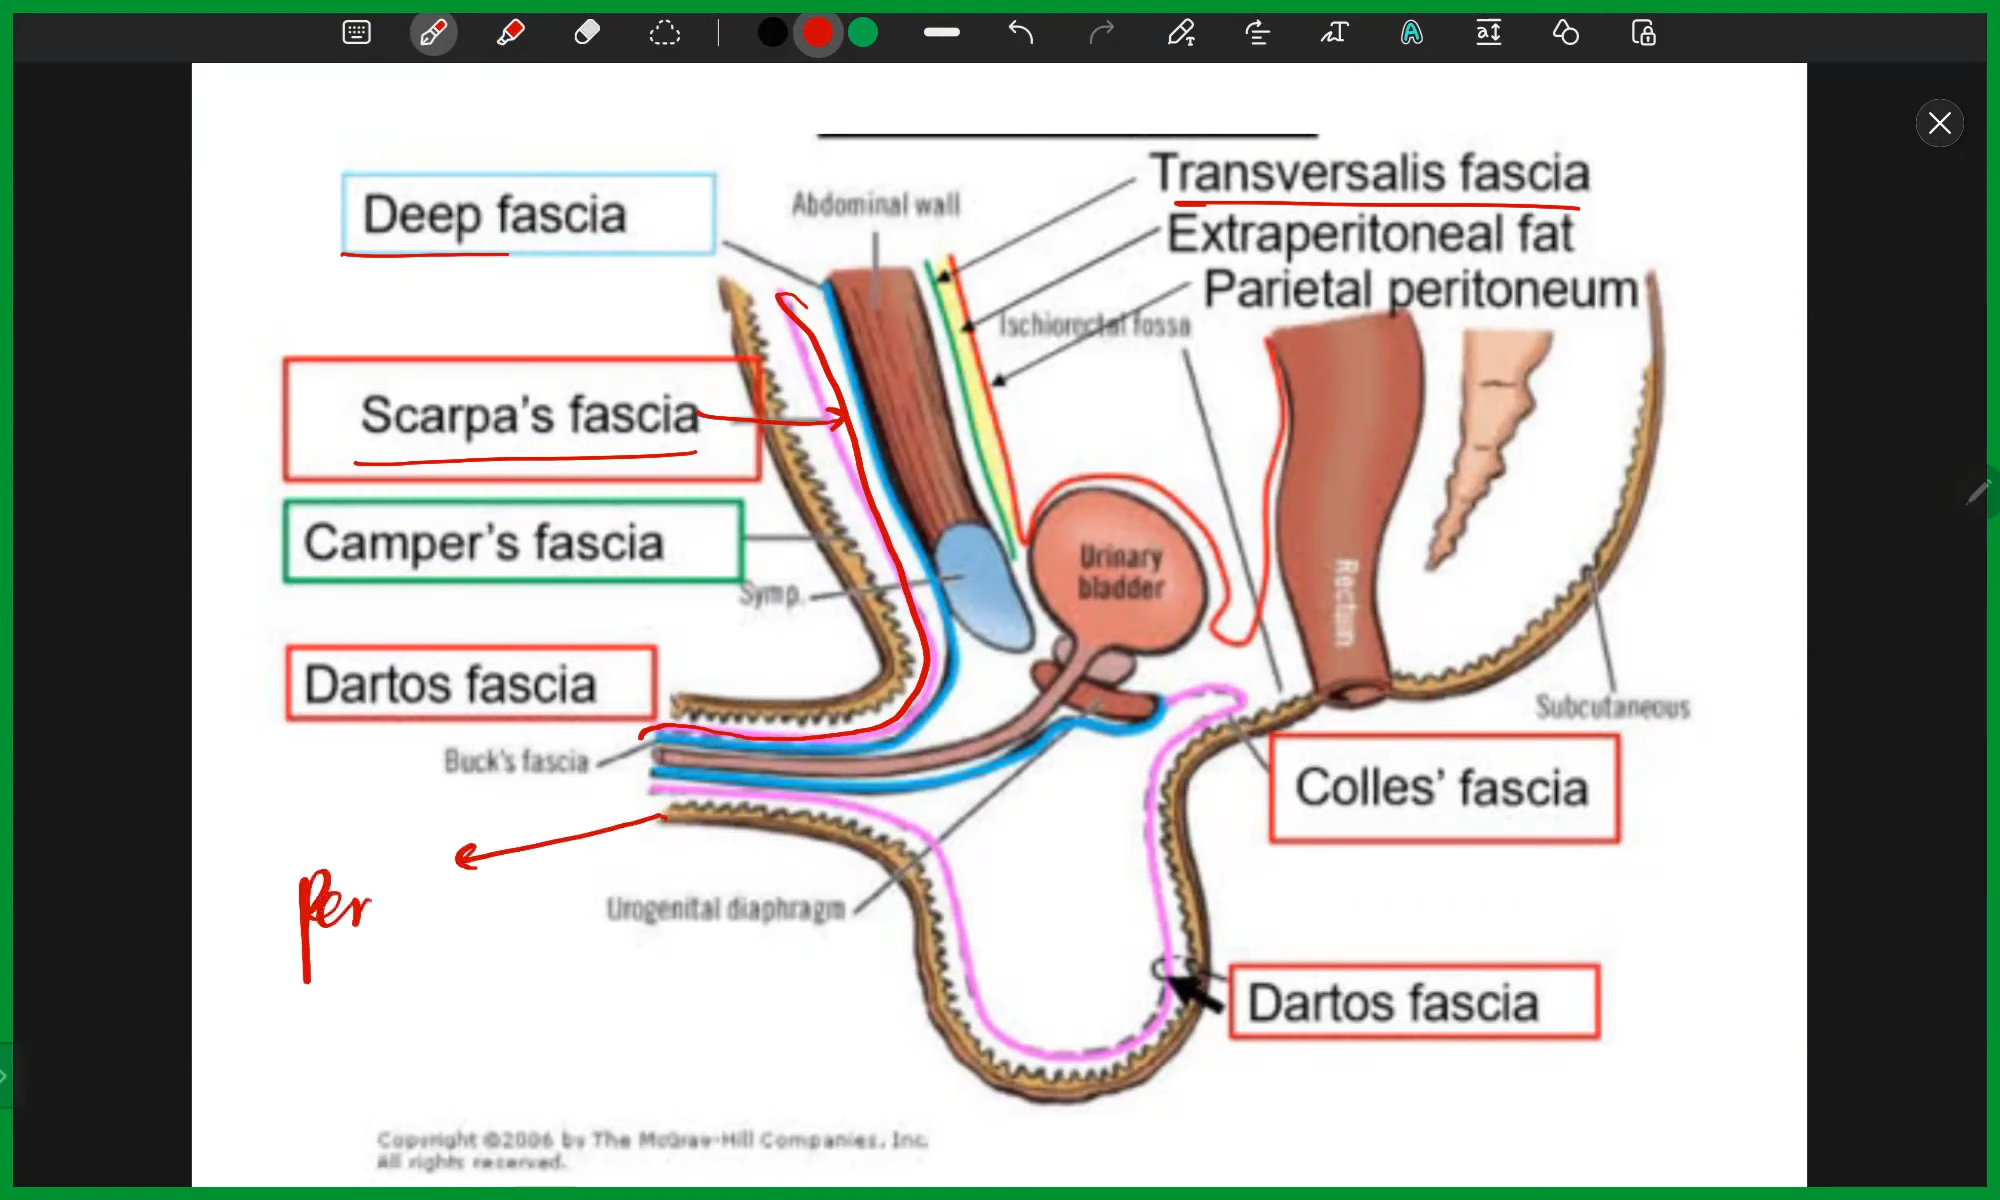 Transversalis fascia
Deep fascia
Abdominal wall
Extraperitoneal fat
Parietal peritoneum
Ischiorectal fossa
Scarpa's fascia
Camper's fascia
Urinary
bladder
Rectum
Symp.
Dartos fascia
Subcutaneous
Buck's fascia
Colles' fascia
Per
Urogenital diaphragm
Dartos fascia
Copyright ©2006 by The McGraw-Hill Companies, Inc.
All rights reserved.